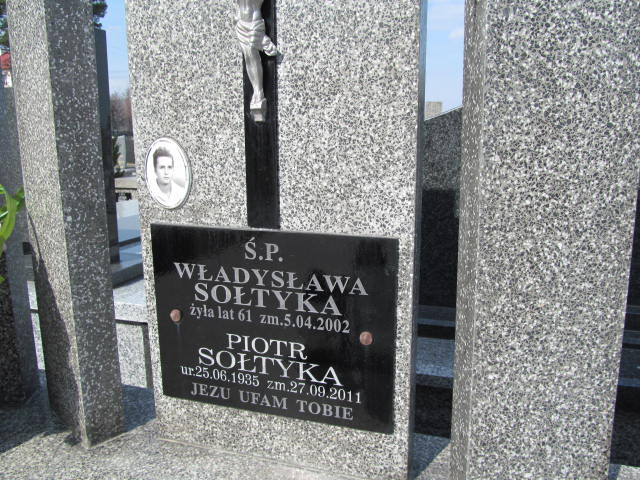 Ś.P.
WŁADYSŁAWA
SOŁTYKA
żyła lat 61 zm.5.04.2002
PIOTR
SOŁTYKA
ur.25.06.1935 zm.27.09.2011
JEZU UFAM TOBIE